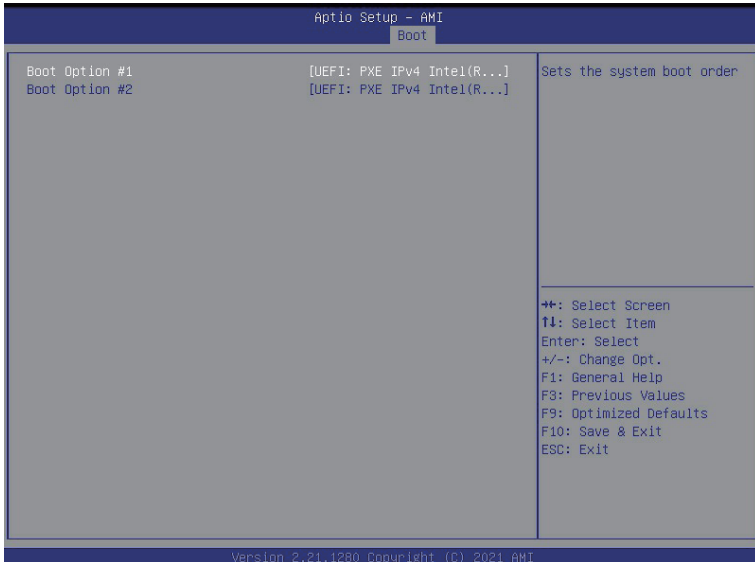 Aptio Setup – AMI
Boot
Boot Option #1 [UEFI: PXE IPv4 Intel(R...]
Boot Option #2 [UEFI: PXE IPv4 Intel(R...]
Sets the system boot order
→←: Select Screen
↑↓: Select Item
Enter: Select
+/-: Change Opt.
F1: General Help
F3: Previous Values
F9: Optimized Defaults
F10: Save & Exit
ESC: Exit
Version 2.21.1280 Copyright (C) 2021 AMI